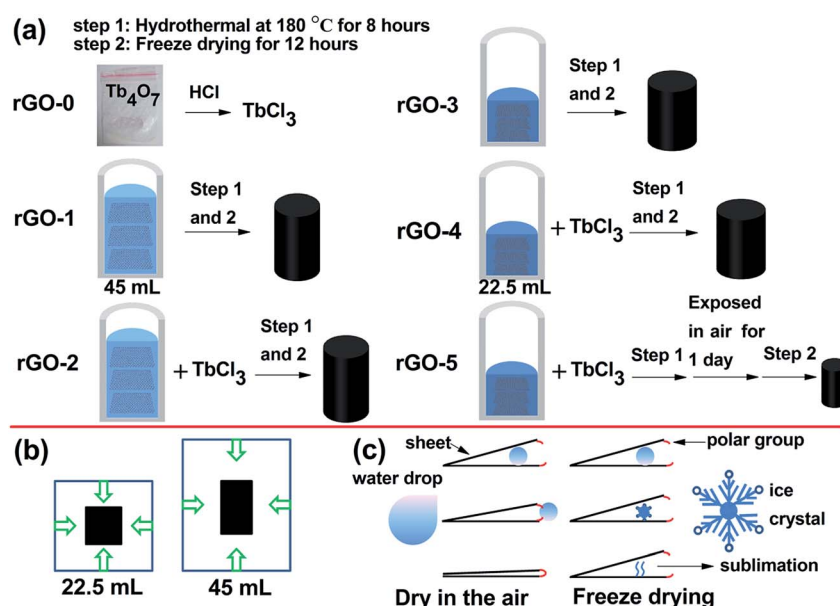 (a)
step 1: Hydrothermal at 180 °C for 8 hours
step 2: Freeze drying for 12 hours
rGO-0
Tb4O7
HCl
TbCl3
rGO-1
45 mL
Step 1
and 2
rGO-2
+ TbCl3
Step 1
and 2
rGO-3
Step 1
and 2
rGO-4
22.5 mL
+ TbCl3
Step 1
and 2
rGO-5
+ TbCl3
Step 1
Exposed
in air for
1 day
Step 2
(b)
22.5 mL
45 mL
(c)
sheet
polar group
water drop
ice
crystal
sublimation
Dry in the air
Freeze drying